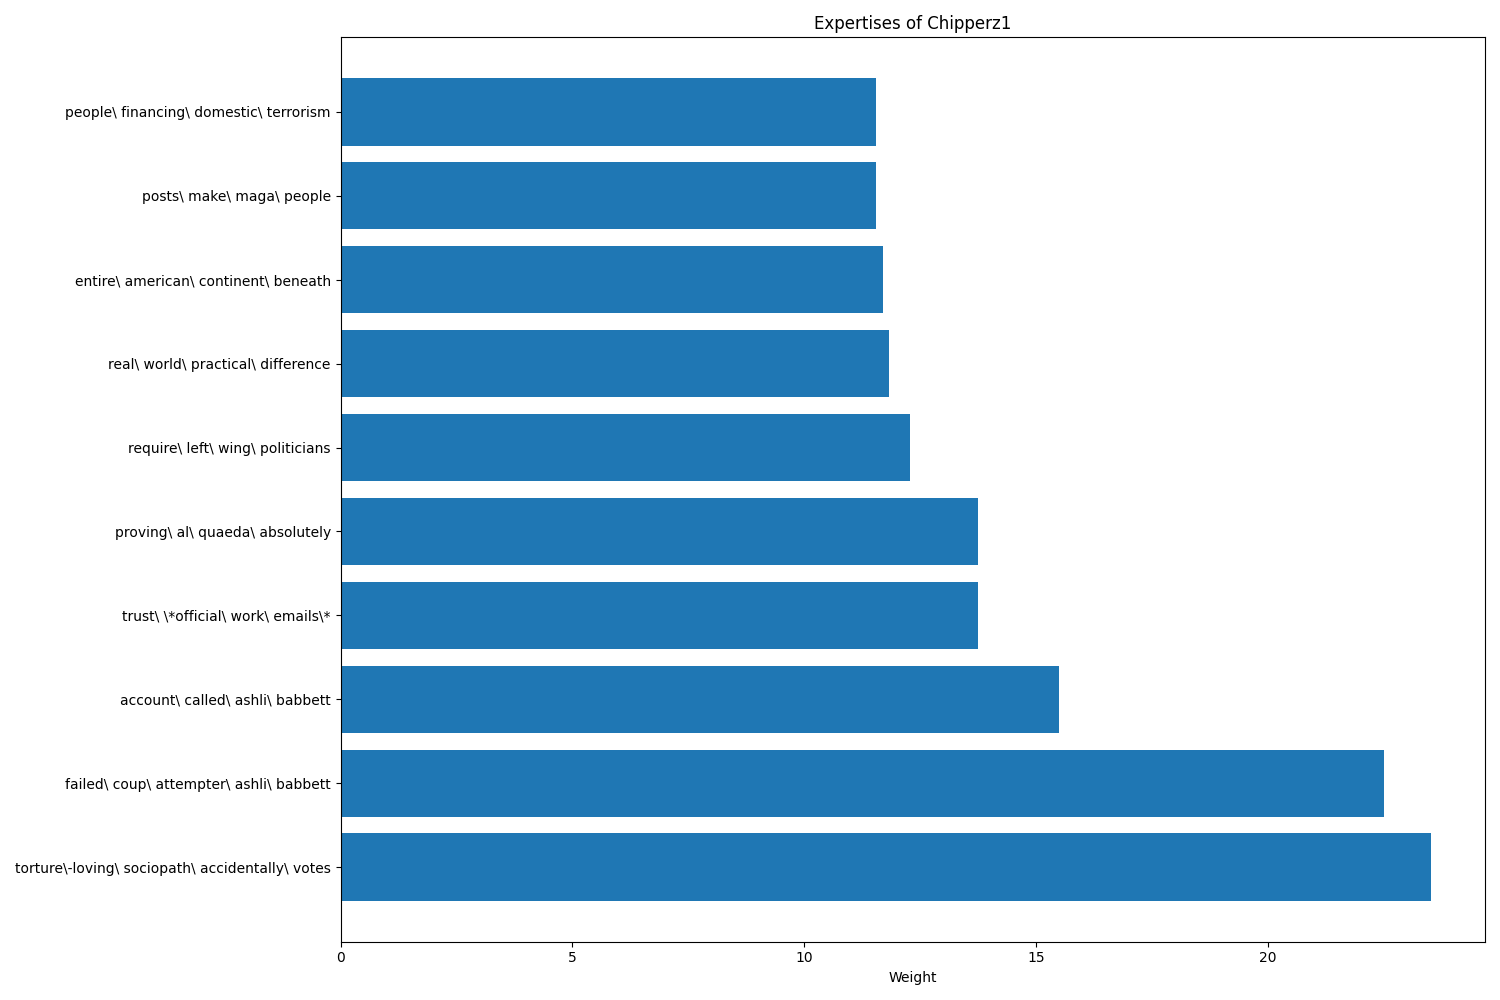 Expertises of Chipperz1
people\ financing\ domestic\ terrorism
posts\ make\ maga\ people
entire\ american\ continent\ beneath
real\ world\ practical\ difference
require\ left\ wing\ politicians
proving\ al\ quaeda\ absolutely
trust\ \*official\ work\ emails\*
account\ called\ ashli\ babbett
failed\ coup\ attempter\ ashli\ babbett
torture\-loving\ sociopath\ accidentally\ votes
0 5 10 15 20
Weight